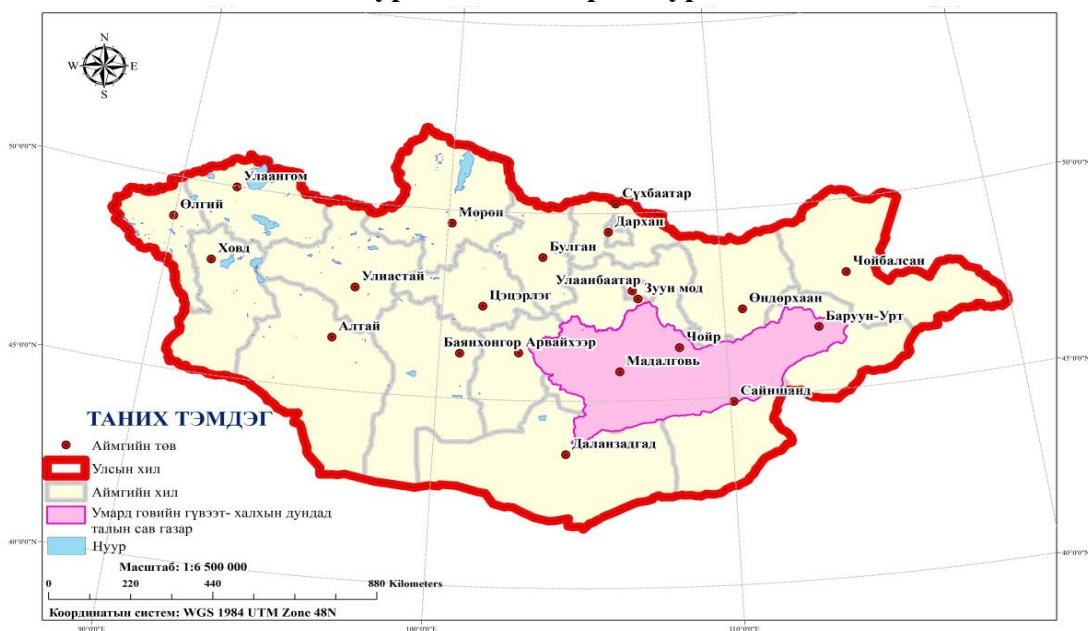 N
W E
S
50°0'0"N
50°0'0"N
Улаангом
Өлгий
Сүхбаатар
Мөрөн
Дархан
Ховд
Булган
Чойбалсан
Улиастай
Улаанбаатар
Зуун мод
Цэцэрлэг
Өндөрхаан
Баруун-Урт
Алтай
Чойр
Баянхонгор Арвайхээр
45°0'0"N
45°0'0"N
Мадалговь
Сайншанд
ТАНИХ ТЭМДЭГ
Даланзадгад
Аймгийн төв
Улсын хил
Аймгийн хил
Умард говийн гүвээт- халхын дундад
талын сав газар
Нуур
40°0'0"N
40°0'0"N
Масштаб: 1:6 500 000
0 220 440 880 Kilometers
Координатын систем: WGS 1984 UTM Zone 48N
90°0'0"E
100°0'0"E
110°0'0"E